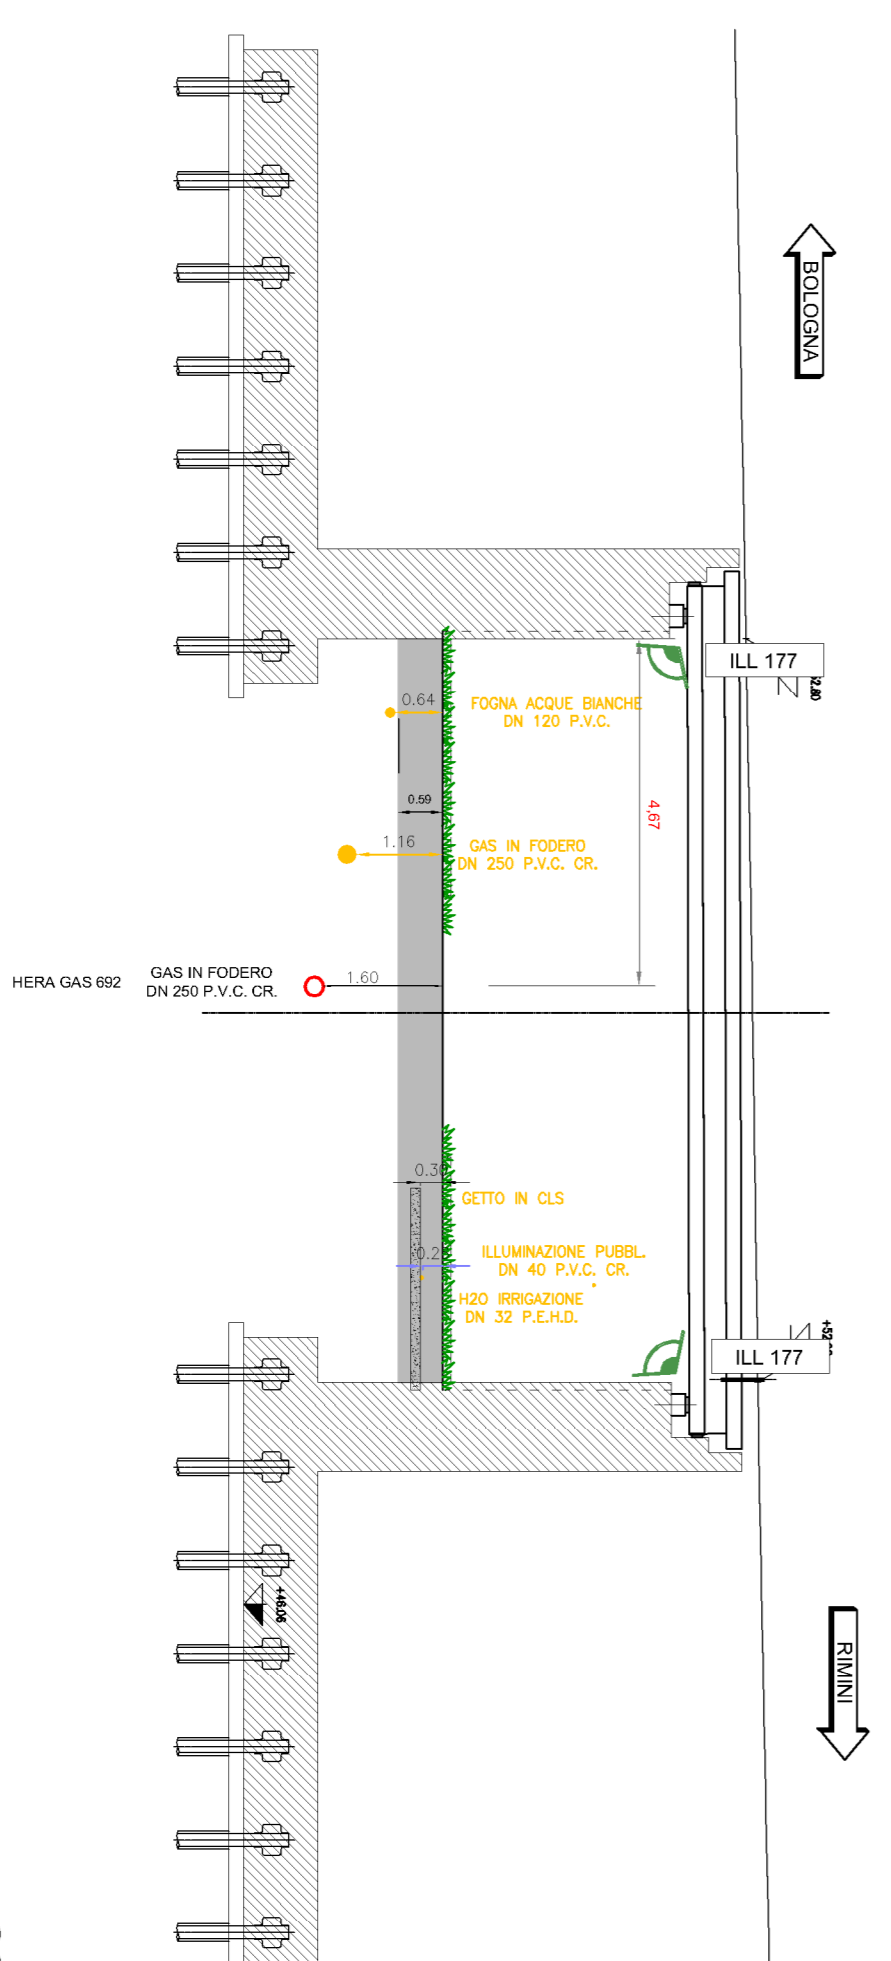 BOLOGNA
ILL 177
0.64
FOGNA ACQUE BIANCHE
DN 120 P.V.C.
0.59
4,67
1.16
GAS IN FODERO
DN 250 P.V.C. CR.
HERA GAS 692
GAS IN FODERO
DN 250 P.V.C. CR.
1.60
0.30
GETTO IN CLS
ILLUMINAZIONE PUBBL.
DN 40 P.V.C. CR.
H2O IRRIGAZIONE
DN 32 P.E.H.D.
ILL 177
+46.06
RIMINI